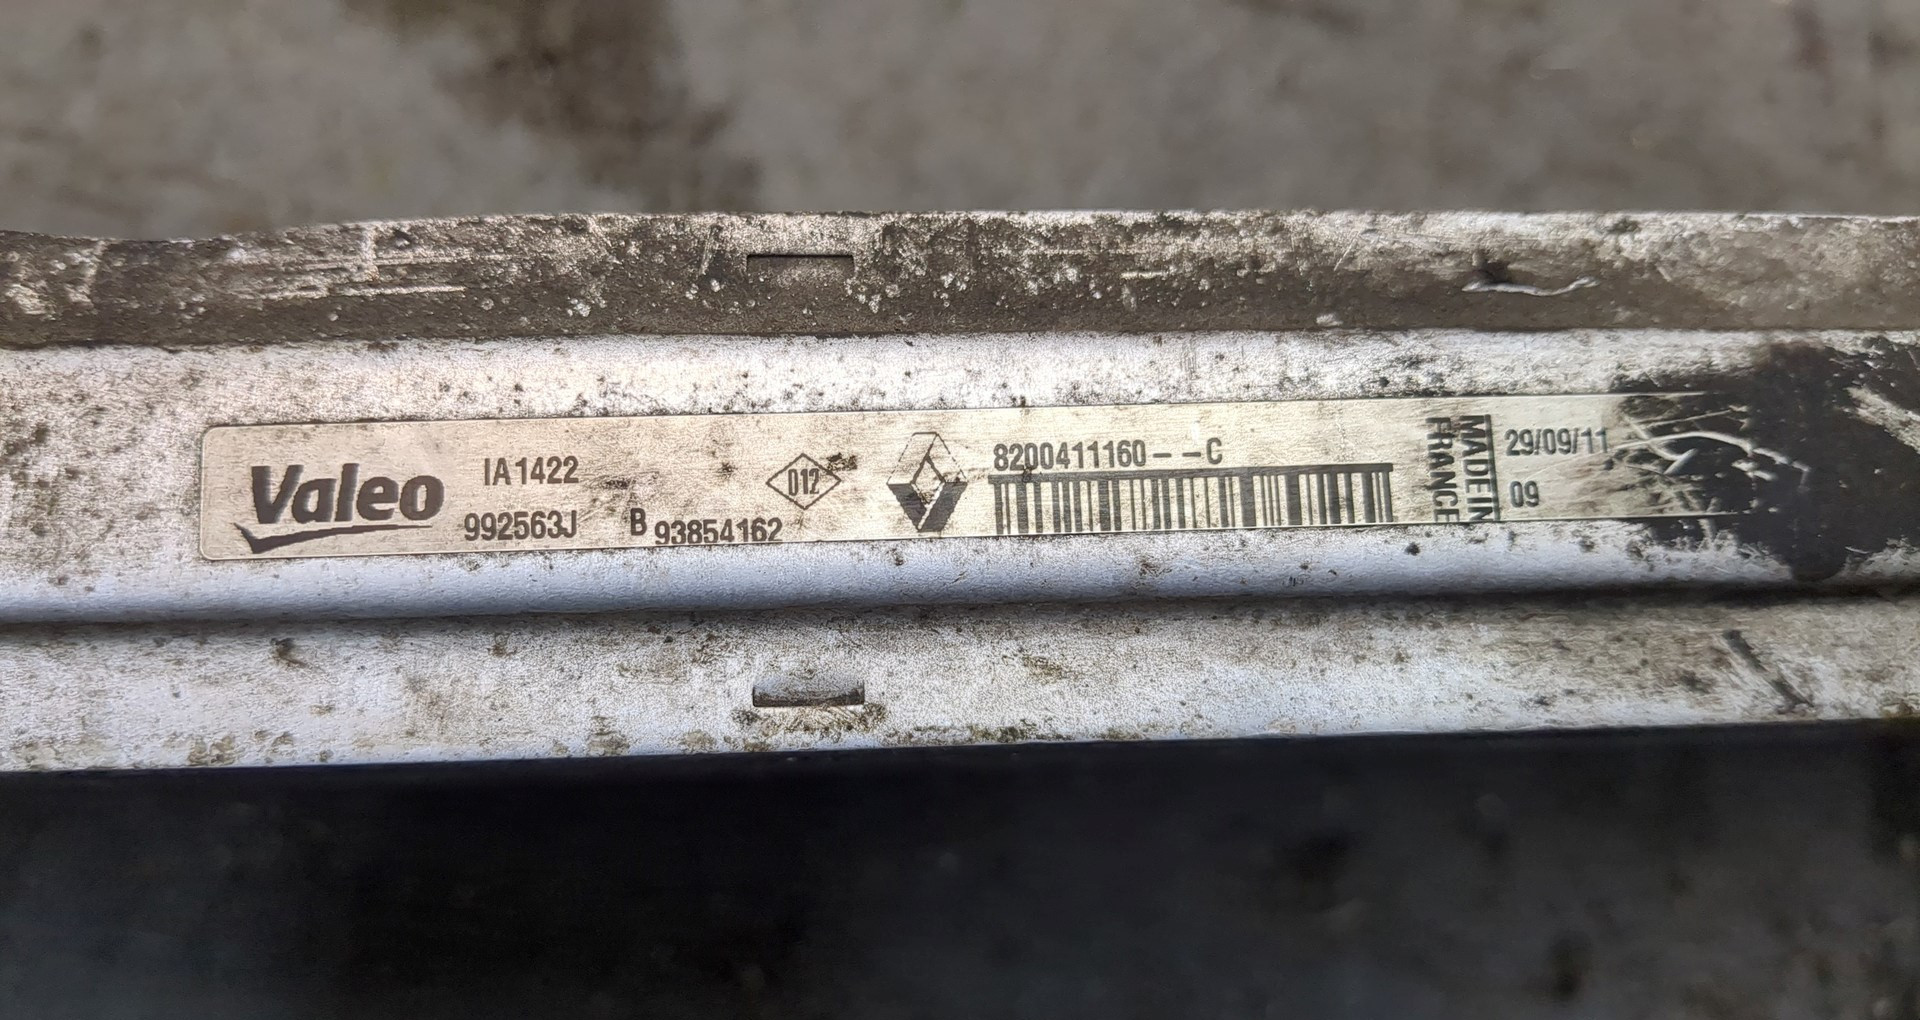 Valeo
IA1422
992563J
B 93854162
D12
8200411160--C
MADE IN
FRANCE
29/09/11
09